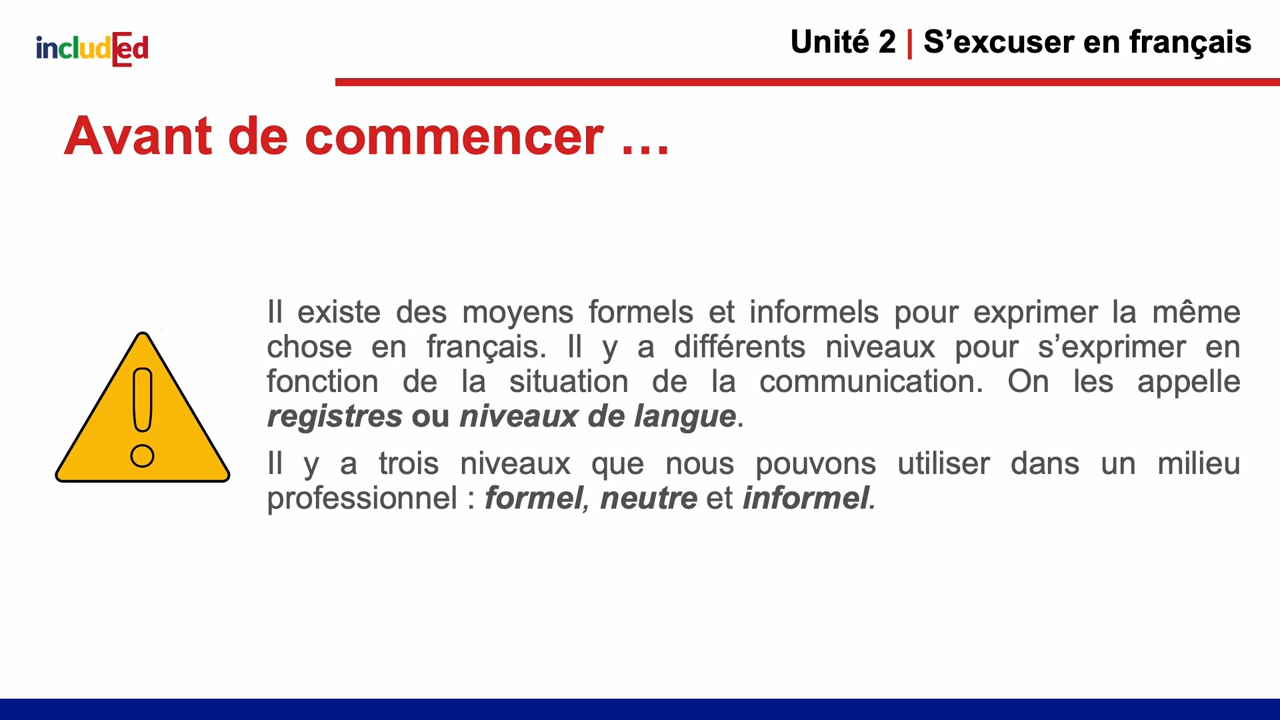 includEd
Unité 2 | S’excuser en français
Avant de commencer …
Il existe des moyens formels et informels pour exprimer la même
chose en français. Il y a différents niveaux pour s’exprimer en
fonction de la situation de la communication. On les appelle
registres ou niveaux de langue.
Il y a trois niveaux que nous pouvons utiliser dans un milieu
professionnel : formel, neutre et informel.